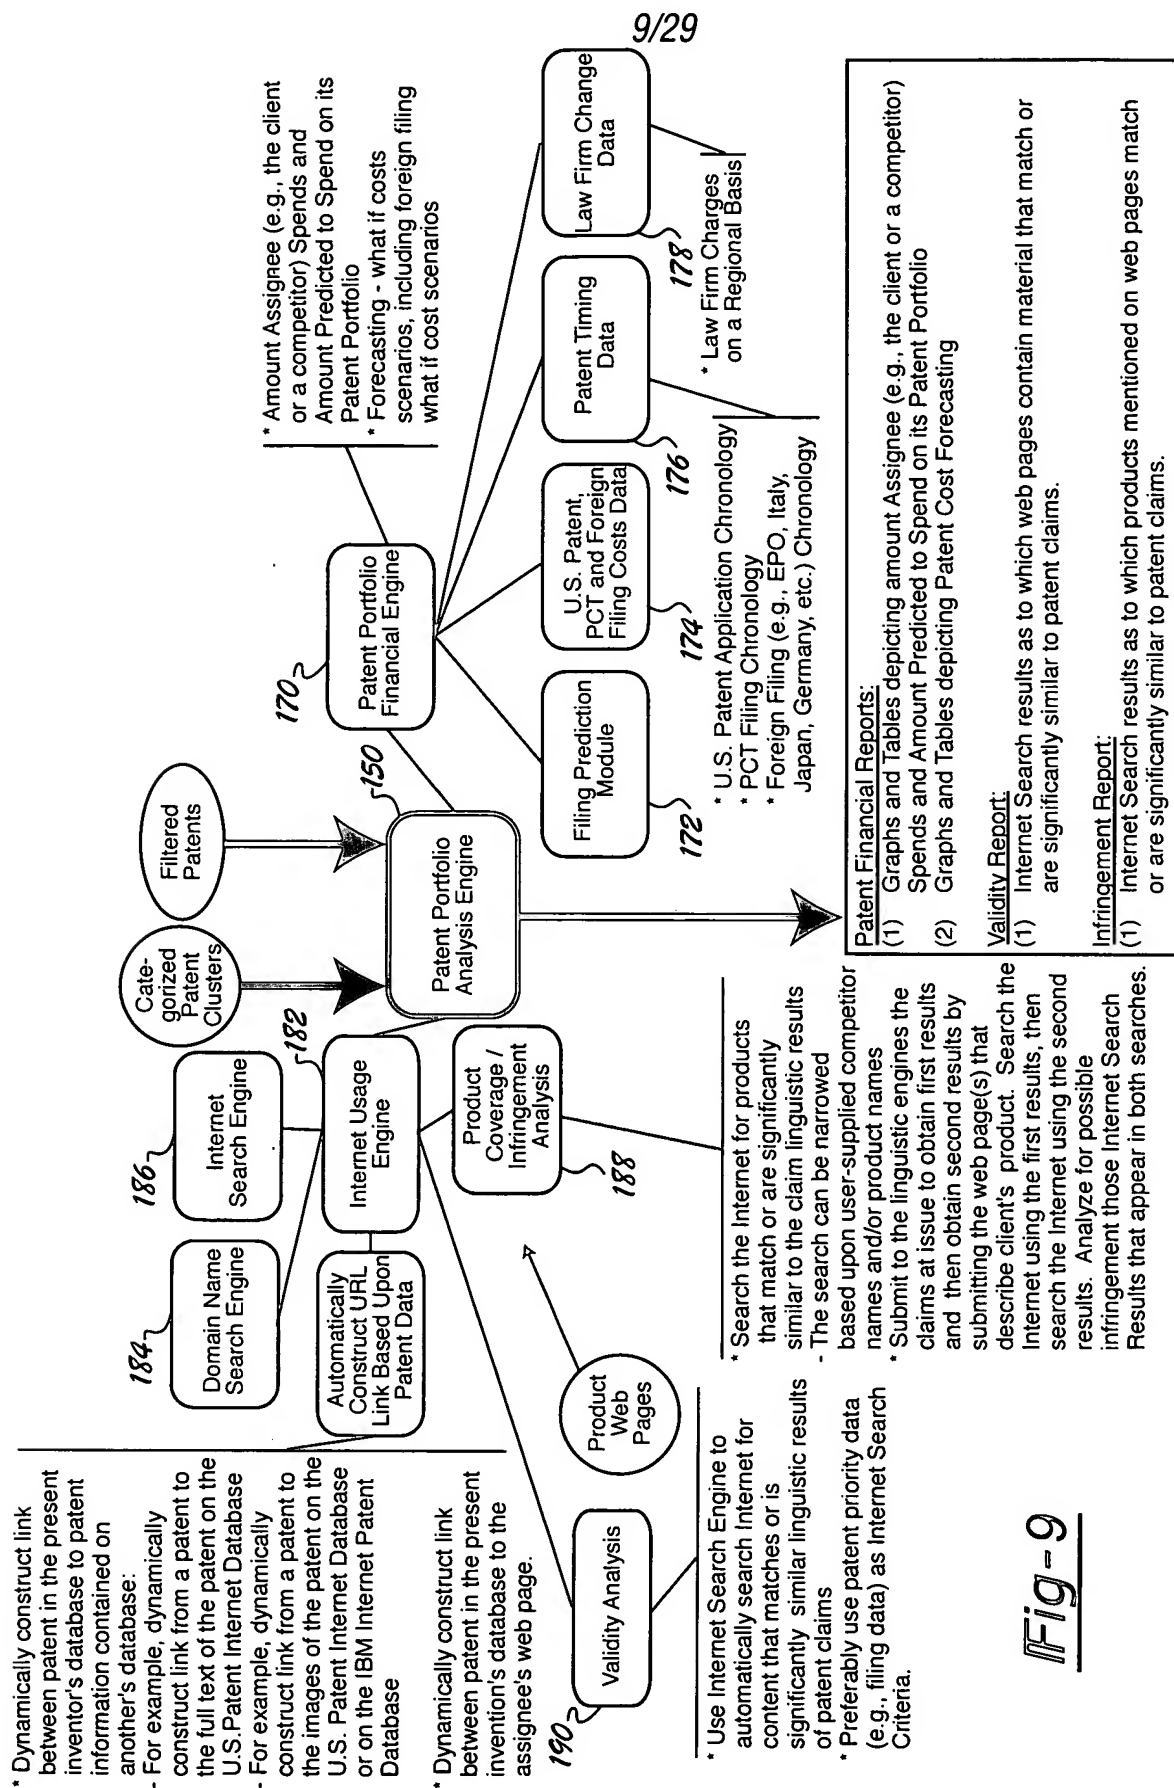 9/29
* Dynamically construct link
between patent in the present
inventor's database to patent
information contained on
another's database:
- For example, dynamically
construct link from a patent to
the full text of the patent on the
U.S.Patent Internet Database
- For example, dynamically
construct link from a patent to
the images of the patent on the
U.S. Patent Internet Database
or on the IBM Internet Patent
Database
* Dynamically construct link
between patent in the present
invention's database to the
assignee's web page.
184
Domain Name
Search Engine
186
Internet
Search Engine
Automatically
Construct URL
Link Based Upon
Patent Data
182
Internet Usage
Engine
Cate-
gorized
Patent
Clusters
Filtered
Patents
150
Patent Portfolio
Analysis Engine
170
Patent Portfolio
Financial Engine
* Amount Assignee (e.g., the client
or a competitor) Spends and
Amount Predicted to Spend on its
Patent Portfolio
* Forecasting - what if costs
scenarios, including foreign filing
what if cost scenarios
Product
Coverage /
Infringement
Analysis
188
Filing Prediction
Module
172
U.S. Patent,
PCT and Foreign
Filing Costs Data
174
Patent Timing
Data
176
Law Firm Change
Data
178
* U.S. Patent Application Chronology
* PCT Filing Chronology
* Foreign Filing (e.g., EPO, Italy,
Japan, Germany, etc.) Chronology
* Law Firm Charges
on a Regional Basis
Validity Analysis
190
Product
Web
Pages
* Use Internet Search Engine to
automatically search Internet for
content that matches or is
significantly similar linguistic results
of patent claims
* Preferably use patent priority data
(e.g., filing data) as Internet Search
Criteria.
* Search the Internet for products
that match or are significantly
similar to the claim linguistic results
- The search can be narrowed
based upon user-supplied competitor
names and/or product names
* Submit to the linguistic engines the
claims at issue to obtain first results
and then obtain second results by
submitting the web page(s) that
describe client's product. Search the
Internet using the first results, then
search the Internet using the second
results. Analyze for possible
infringement those Internet Search
Results that appear in both searches.
Patent Financial Reports:
(1) Graphs and Tables depicting amount Assignee (e.g., the client or a competitor)
Spends and Amount Predicted to Spend on its Patent Portfolio
(2) Graphs and Tables depicting Patent Cost Forecasting
Validity Report:
(1) Internet Search results as to which web pages contain material that match or
are significantly similar to patent claims.
Infringement Report:
(1) Internet Search results as to which products mentioned on web pages match
or are significantly similar to patent claims.
Fig-9